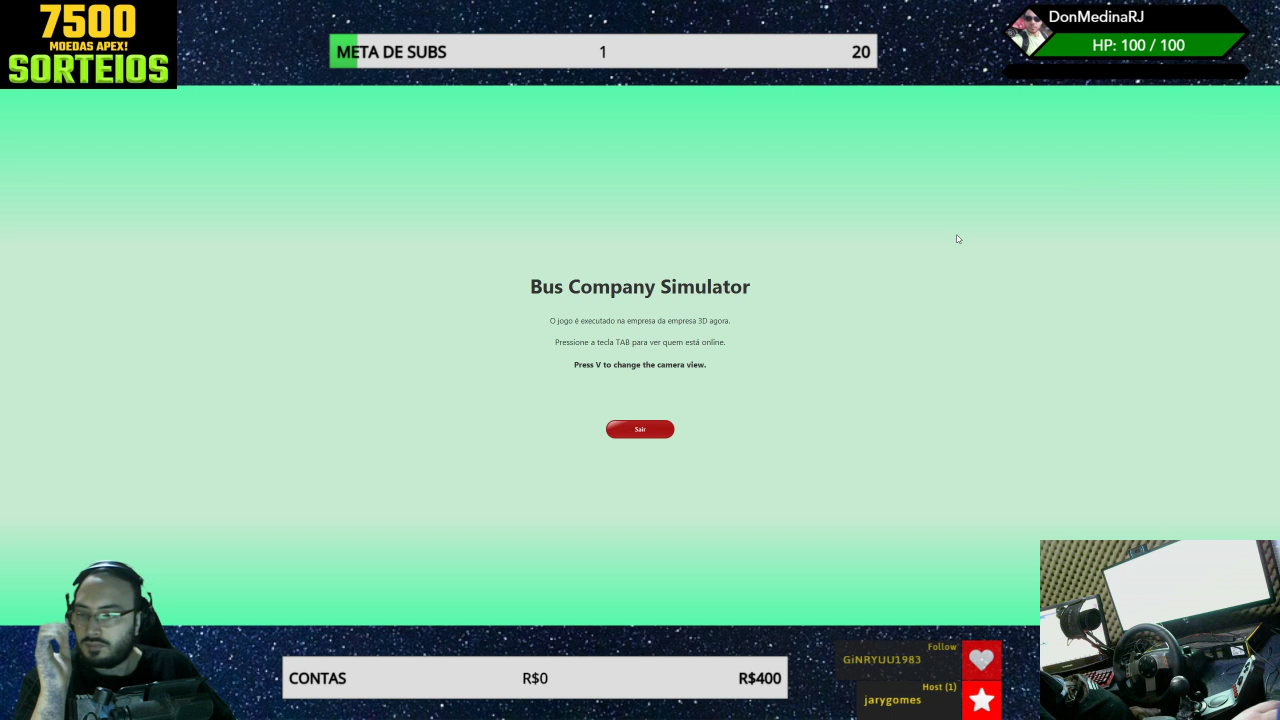 7500
MOEDAS APEX!
SORTEIOS
META DE SUBS 1 20
DonMedinaRJ
HP: 100 / 100
Bus Company Simulator
O jogo é executado na empresa da empresa 3D agora.
Pressione a tecla TAB para ver quem está online.
Press V to change the camera view.
Sair
CONTAS R$0 R$400
Follow
GiNRYUU1983
Host (1)
jarygomes